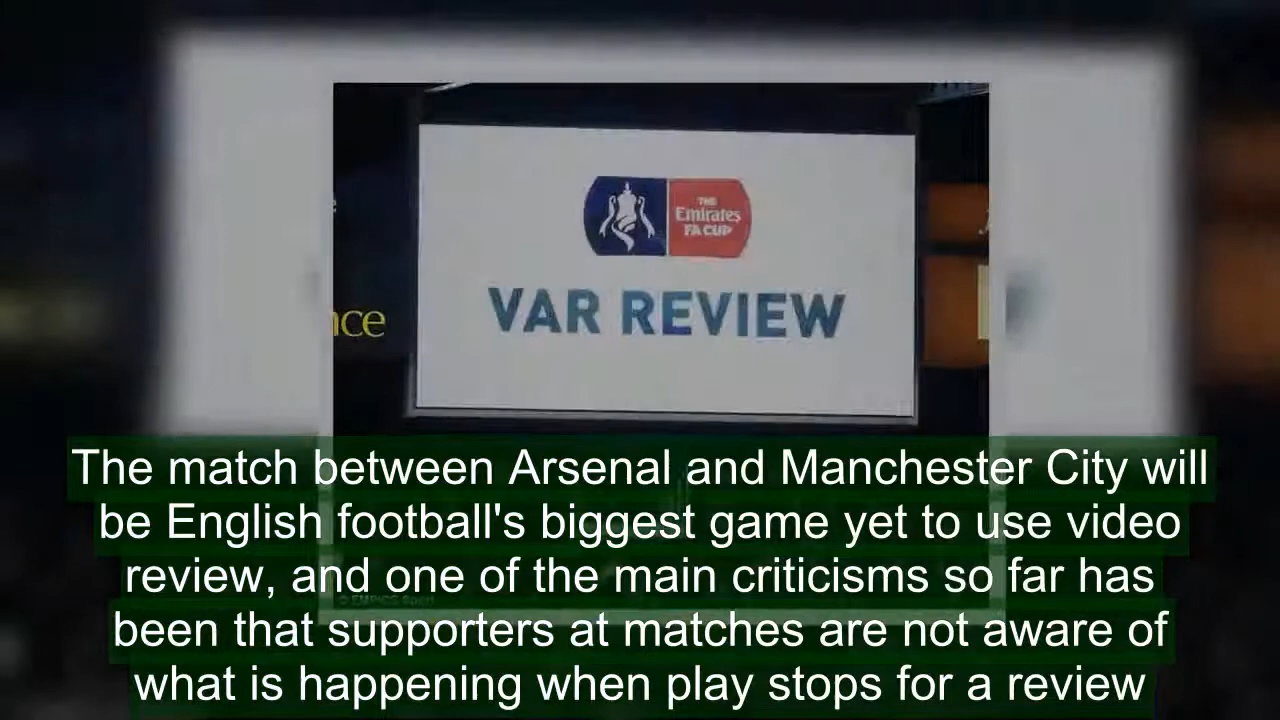 THE
Emirates
FA CUP
VAR REVIEW
nce
The match between Arsenal and Manchester City will
be English football's biggest game yet to use video
review, and one of the main criticisms so far has
been that supporters at matches are not aware of
what is happening when play stops for a review